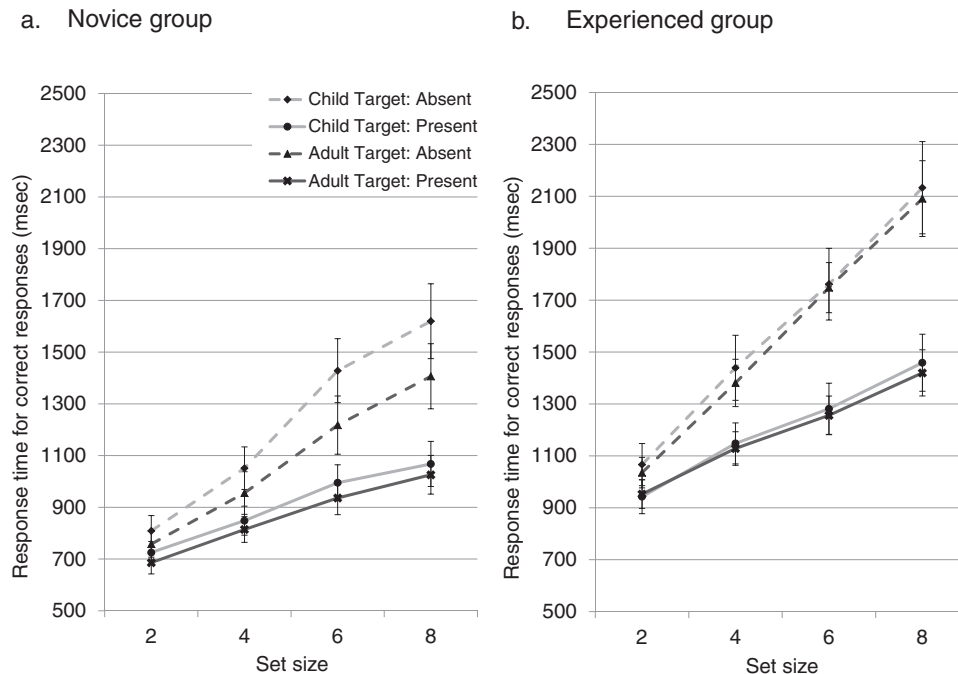 a. Novice group
Response time for correct responses (msec)
2500
2300
2100
1900
1700
1500
1300
1100
900
700
500
Child Target: Absent
Child Target: Present
Adult Target: Absent
Adult Target: Present
2 4 6 8
Set size
b. Experienced group
Response time for correct responses (msec)
2500
2300
2100
1900
1700
1500
1300
1100
900
700
500
2 4 6 8
Set size